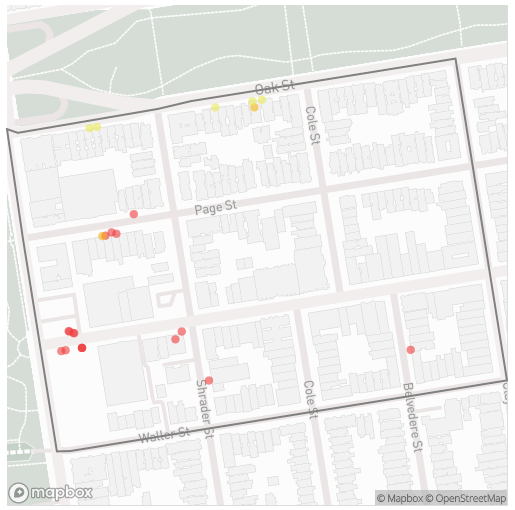 Oak St
Cole St
Page St
Shrader St
Cole St
Belvedere St
Waller St
mapbox
© Mapbox © OpenStreetMap